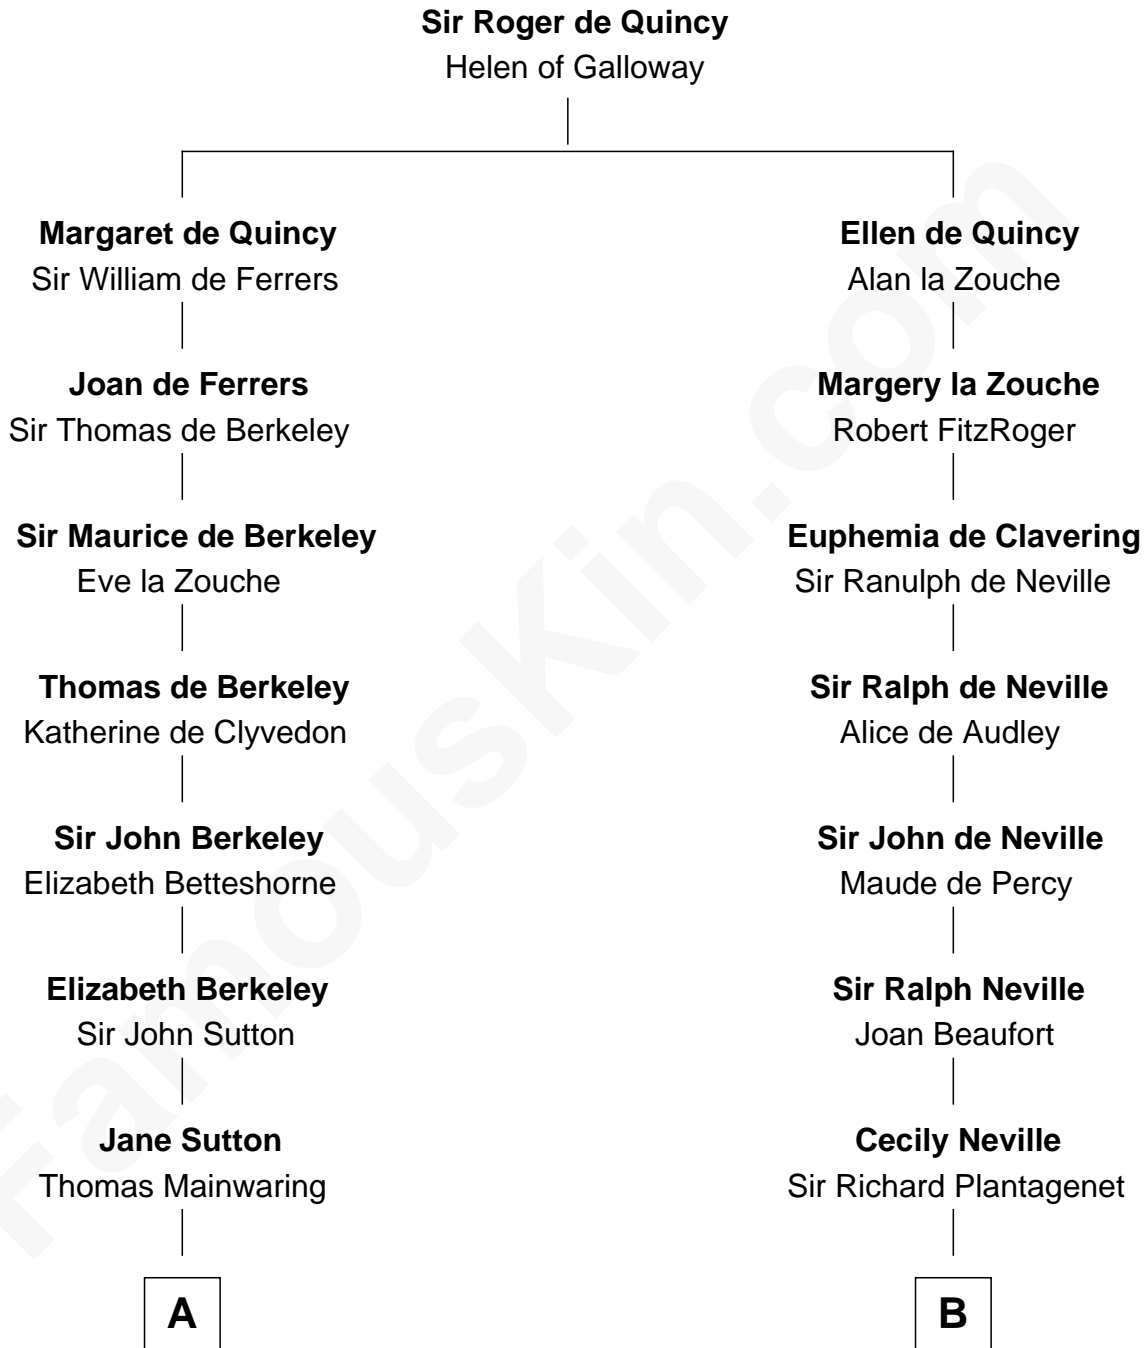 Sir Roger de Quincy
Helen of Galloway
Margaret de Quincy
Sir William de Ferrers
Ellen de Quincy
Alan la Zouche
Joan de Ferrers
Sir Thomas de Berkeley
Margery la Zouche
Robert FitzRoger
Sir Maurice de Berkeley
Eve la Zouche
Euphemia de Clavering
Sir Ranulph de Neville
Thomas de Berkeley
Katherine de Clyvedon
Sir Ralph de Neville
Alice de Audley
Sir John Berkeley
Elizabeth Betteshorne
Sir John de Neville
Maude de Percy
Elizabeth Berkeley
Sir John Sutton
Sir Ralph Neville
Joan Beaufort
Jane Sutton
Thomas Mainwaring
Cecily Neville
Sir Richard Plantagenet
A
B
FamousKin.com